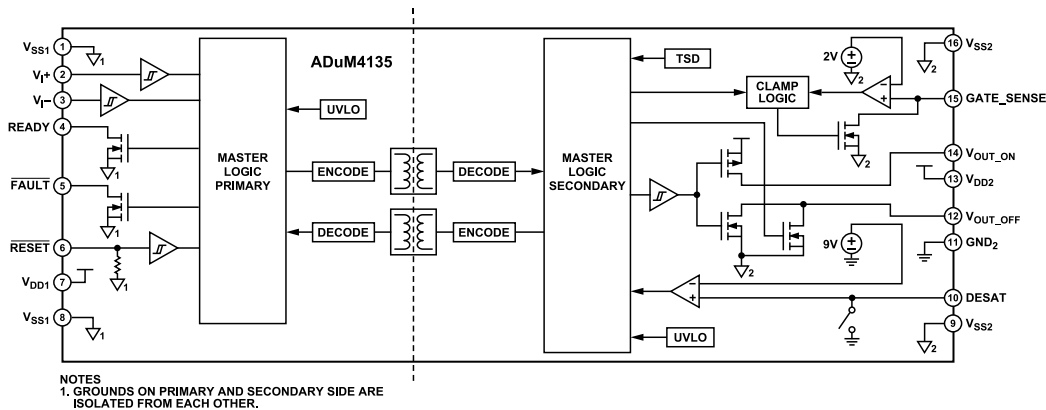 ADuM4135
VSS1 1
VI+ 2
VI− 3
READY 4
FAULT 5
RESET 6
VDD1 7
VSS1 8
1
1
1
1
1
UVLO
MASTER
LOGIC
PRIMARY
ENCODE
DECODE
DECODE
ENCODE
MASTER
LOGIC
SECONDARY
TSD
CLAMP
LOGIC
2V
2
2
2
9V
UVLO
2
2
16 VSS2
15 GATE_SENSE
14 VOUT_ON
13 VDD2
12 VOUT_OFF
11 GND2
10 DESAT
9 VSS2
NOTES
1. GROUNDS ON PRIMARY AND SECONDARY SIDE ARE
ISOLATED FROM EACH OTHER.